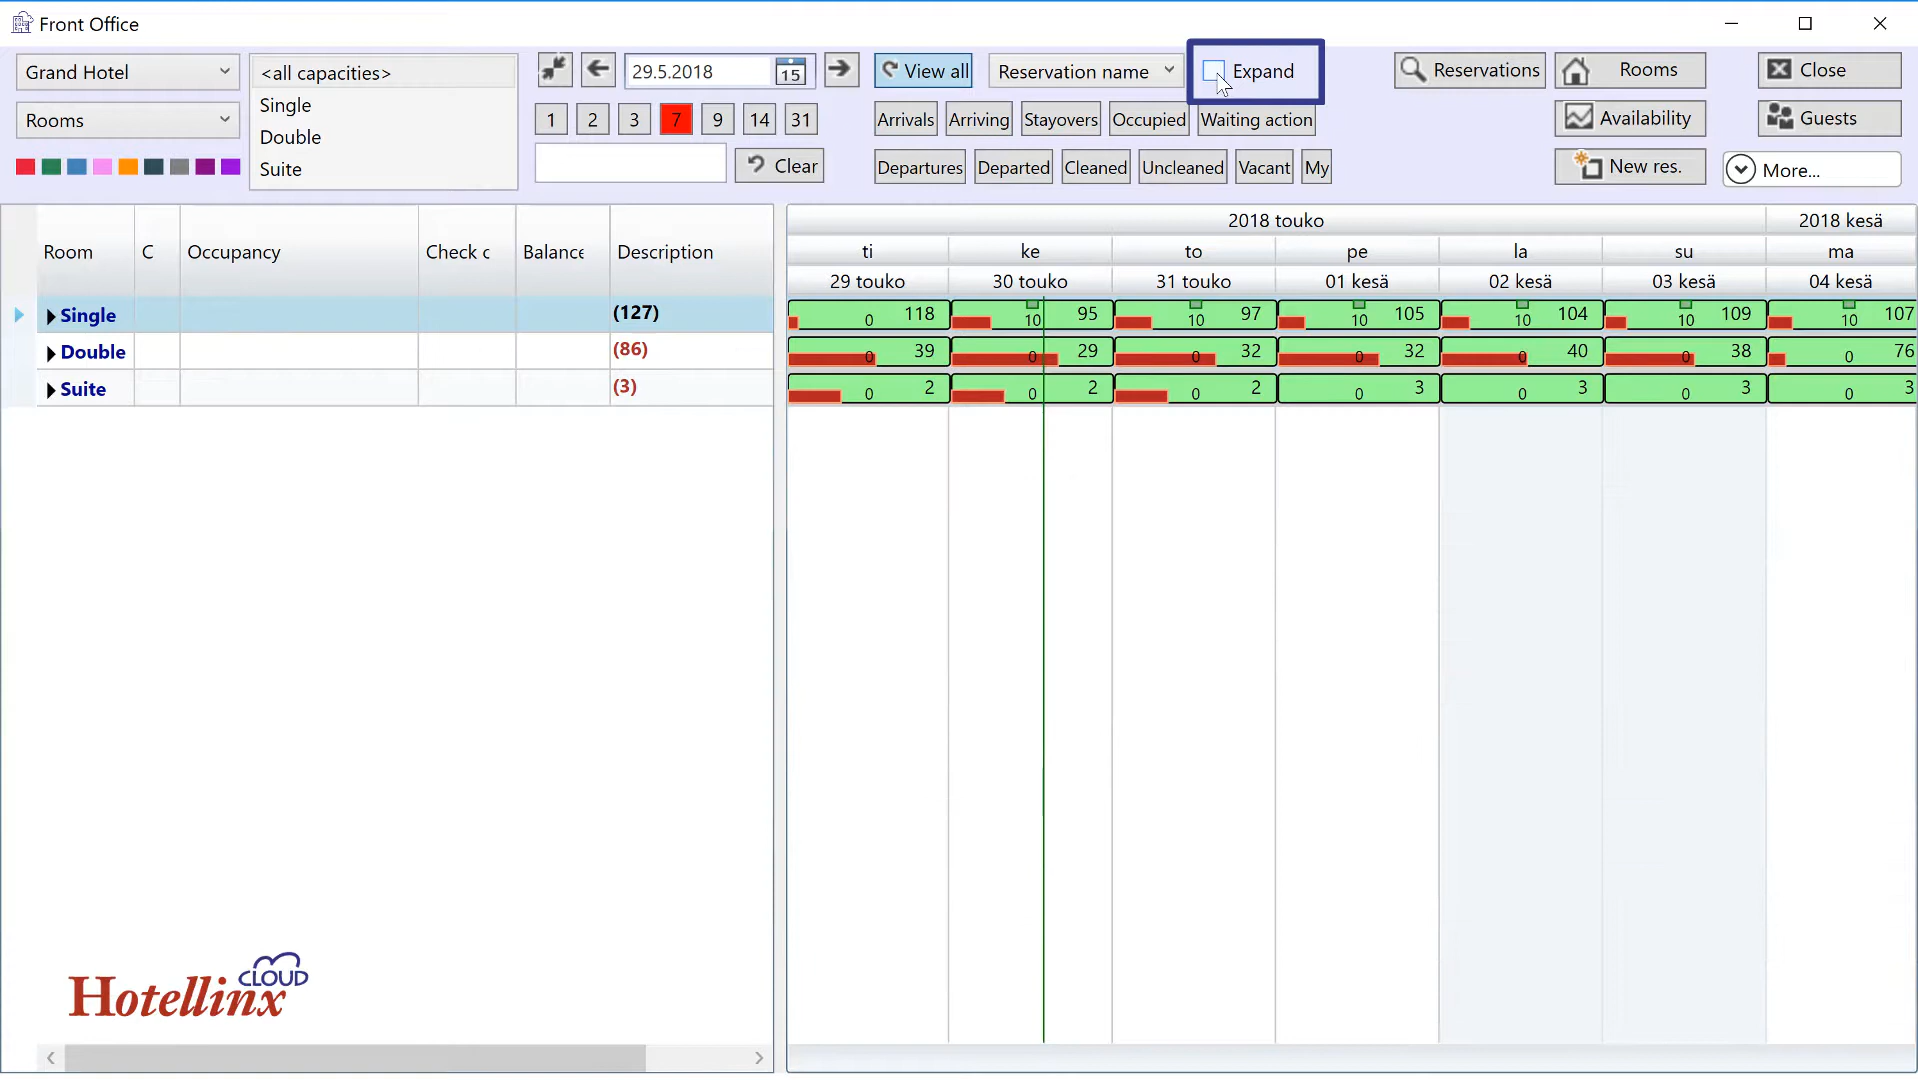 Front Office
Grand Hotel
<all capacities>
Single
Double
Suite
Rooms
29.5.2018
15
View all
Reservation name
Expand
Reservations
Rooms
Close
1 2 3 7 9 14 31
Arrivals Arriving Stayovers Occupied Waiting action
Availability
Guests
Clear
Departures Departed Cleaned Uncleaned Vacant My
New res.
More...
Room C Occupancy Check c Balance Description
2018 touko 2018 kesä
ti ke to pe la su ma
29 touko 30 touko 31 touko 01 kesä 02 kesä 03 kesä 04 kesä
Single (127) 0 118 10 95 10 97 10 105 10 104 10 109 10 107
Double (86) 0 39 0 29 0 32 0 32 0 40 0 38 0 76
Suite (3) 0 2 0 2 0 2 0 3 0 3 0 3 0 3
Hotellinx CLOUD